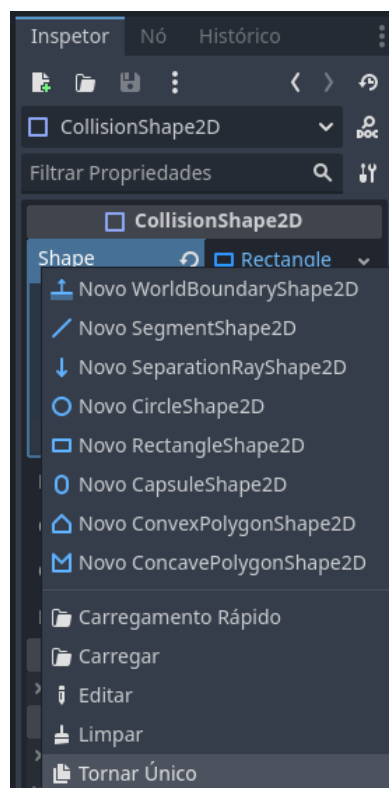 Inspetor Nó Histórico
DOC
CollisionShape2D
Filtrar Propriedades
CollisionShape2D
Shape Rectangle
Novo WorldBoundaryShape2D
Novo SegmentShape2D
Novo SeparationRayShape2D
Novo CircleShape2D
Novo RectangleShape2D
Novo CapsuleShape2D
Novo ConvexPolygonShape2D
Novo ConcavePolygonShape2D
Carregamento Rápido
Carregar
Editar
Limpar
Tornar Único